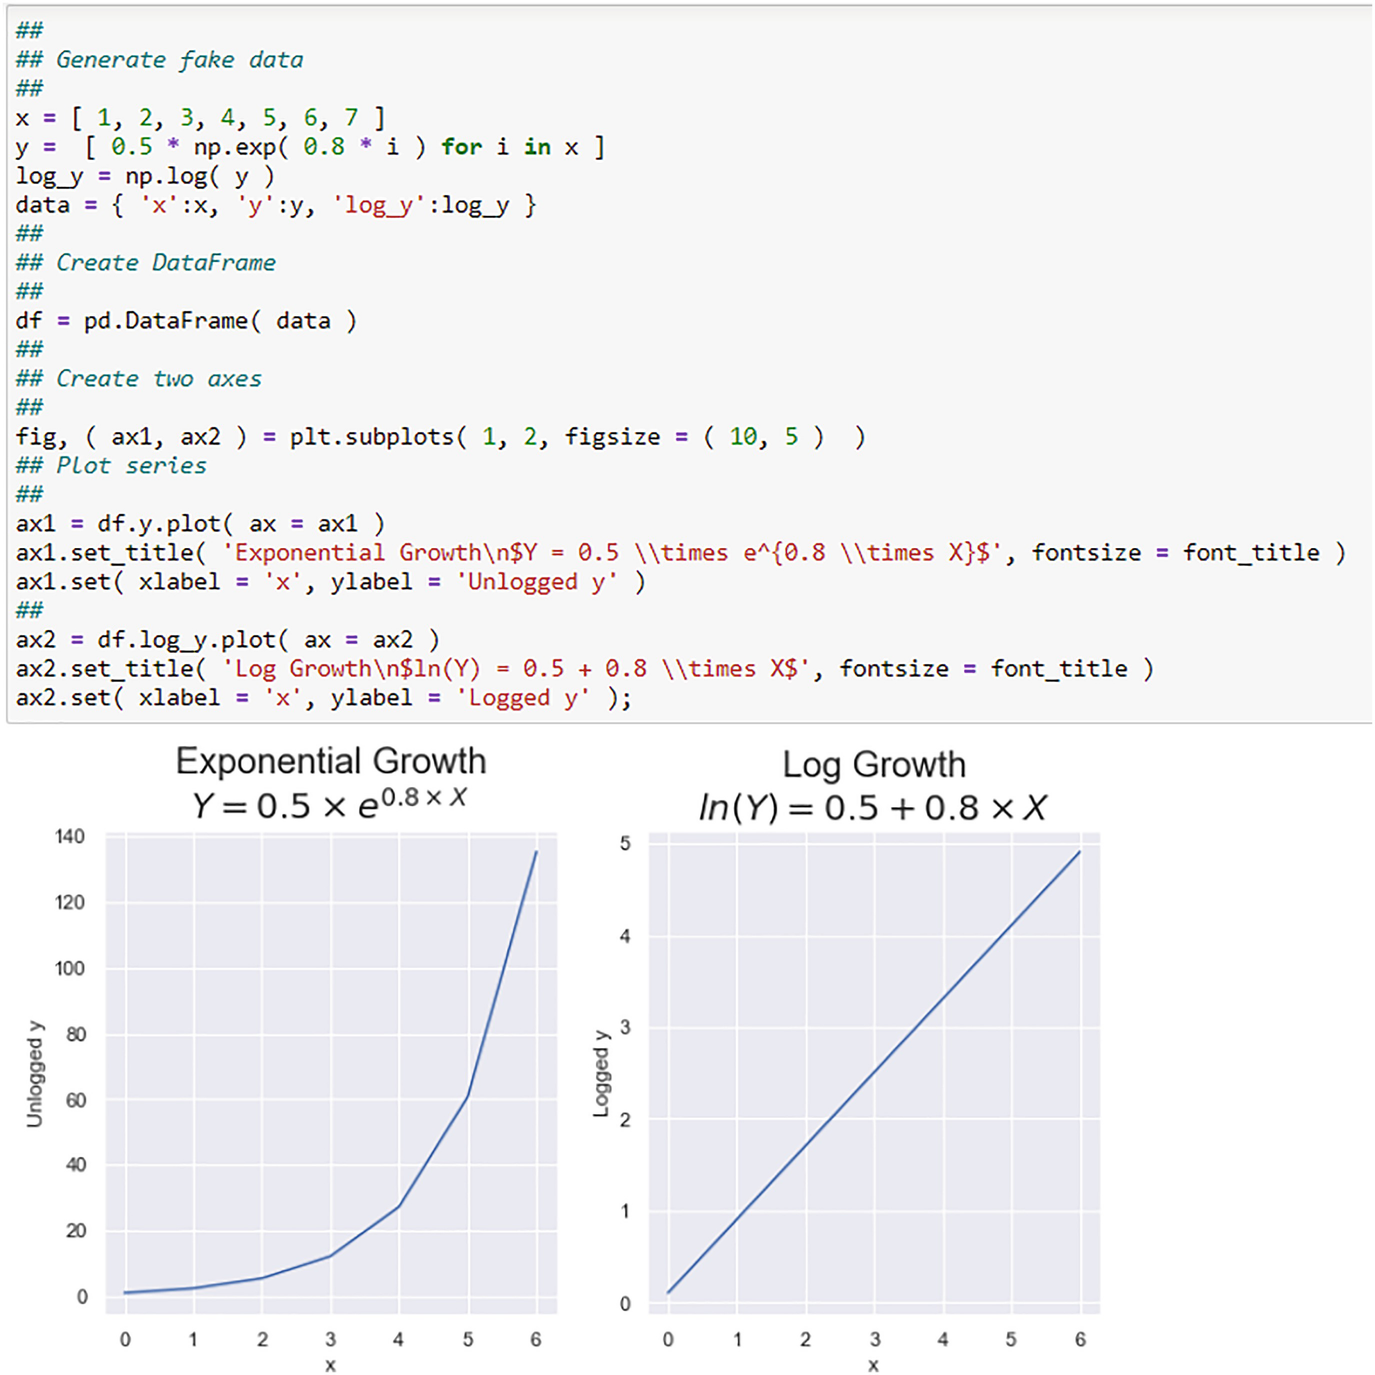 ##
## Generate fake data
##
x = [ 1, 2, 3, 4, 5, 6, 7 ]
y =  [ 0.5 * np.exp( 0.8 * i ) for i in x ]
log_y = np.log( y )
data = { 'x':x, 'y':y, 'log_y':log_y }
##
## Create DataFrame
##
df = pd.DataFrame( data )
##
## Create two axes
##
fig, ( ax1, ax2 ) = plt.subplots( 1, 2, figsize = ( 10, 5 )  )
## Plot series
##
ax1 = df.y.plot( ax = ax1 )
ax1.set_title( 'Exponential Growth\n$Y = 0.5 \\times e^{0.8 \\times X}$', fontsize = font_title )
ax1.set( xlabel = 'x', ylabel = 'Unlogged y' )
##
ax2 = df.log_y.plot( ax = ax2 )
ax2.set_title( 'Log Growth\n$ln(Y) = 0.5 + 0.8 \\times X$', fontsize = font_title )
ax2.set( xlabel = 'x', ylabel = 'Logged y' );
Exponential Growth
Y = 0.5 × e^0.8 × X
140
120
100
80
60
40
20
0
Unlogged y
0 1 2 3 4 5 6
x
Log Growth
ln(Y) = 0.5 + 0.8 × X
5
4
3
2
1
0
Logged y
0 1 2 3 4 5 6
x